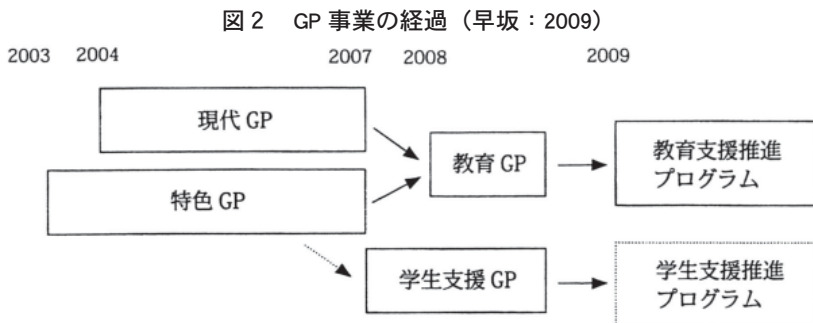 図２　GP 事業の経過（早坂：2009）
2003 2004 2007 2008 2009
現代 GP
特色 GP
教育 GP
教育支援推進
プログラム
学生支援 GP
学生支援推進
プログラム